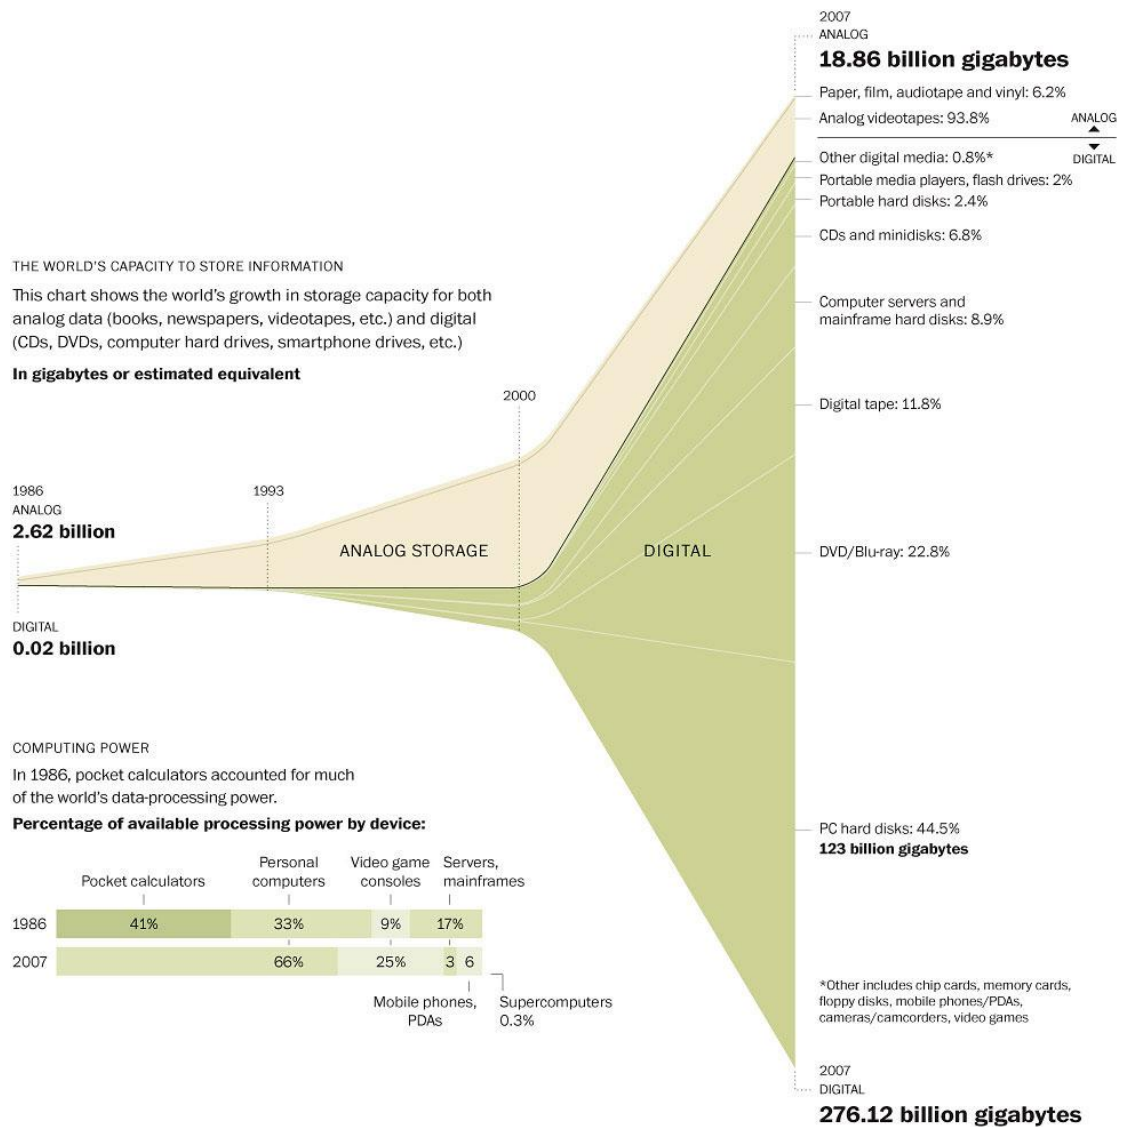 2007
ANALOG
18.86 billion gigabytes
Paper, film, audiotape and vinyl: 6.2%
Analog videotapes: 93.8%
ANALOG
Other digital media: 0.8%*
DIGITAL
Portable media players, flash drives: 2%
Portable hard disks: 2.4%
CDs and minidisks: 6.8%
Computer servers and
mainframe hard disks: 8.9%
Digital tape: 11.8%
DVD/Blu-ray: 22.8%
PC hard disks: 44.5%
123 billion gigabytes
*Other includes chip cards, memory cards,
floppy disks, mobile phones/PDAs,
cameras/camcorders, video games
2007
DIGITAL
276.12 billion gigabytes
THE WORLD'S CAPACITY TO STORE INFORMATION
This chart shows the world's growth in storage capacity for both
analog data (books, newspapers, videotapes, etc.) and digital
(CDs, DVDs, computer hard drives, smartphone drives, etc.)
In gigabytes or estimated equivalent
2000
1986
ANALOG
2.62 billion
1993
ANALOG STORAGE
DIGITAL
DIGITAL
0.02 billion
COMPUTING POWER
In 1986, pocket calculators accounted for much
of the world's data-processing power.
Percentage of available processing power by device:
Pocket calculators
Personal
computers
Video game
consoles
Servers,
mainframes
1986 41% 33% 9% 17%
2007 66% 25% 3 6
Mobile phones,
PDAs
Supercomputers
0.3%